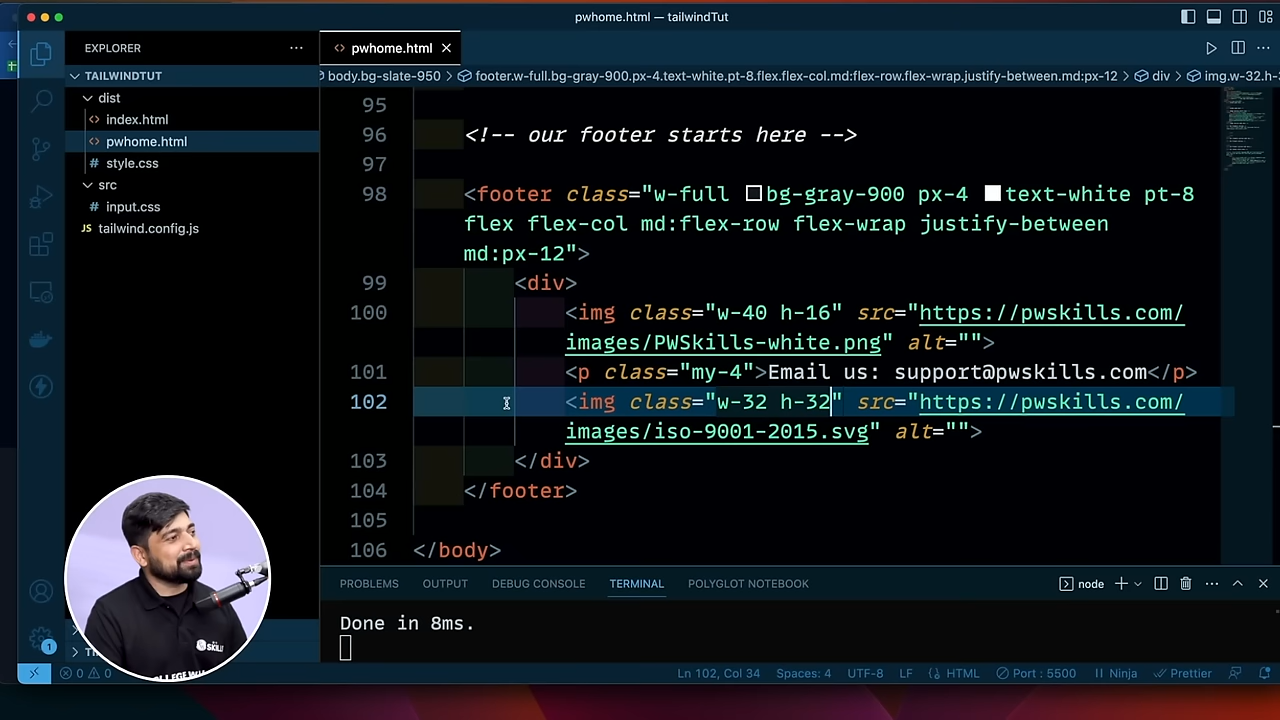 pwhome.html — tailwindTut
EXPLORER
pwhome.html
TAILWINDTUT
body.bg-slate-950 > footer.w-full.bg-gray-900.px-4.text-white.pt-8.flex.flex-col.md:flex-row.flex-wrap.justify-between.md:px-12 > div > img.w-32.h-3
dist
index.html
pwhome.html
style.css
src
input.css
JS tailwind.config.js
95
96 <!-- our footer starts here -->
97
98 <footer class="w-full bg-gray-900 px-4 text-white pt-8
flex flex-col md:flex-row flex-wrap justify-between
md:px-12">
99 <div>
100 <img class="w-40 h-16" src="https://pwskills.com/
images/PWSkills-white.png" alt="">
101 <p class="my-4">Email us: support@pwskills.com</p>
102 <img class="w-32 h-32" src="https://pwskills.com/
images/iso-9001-2015.svg" alt="">
103 </div>
104 </footer>
105
106 </body>
PROBLEMS OUTPUT DEBUG CONSOLE TERMINAL POLYGLOT NOTEBOOK node
Done in 8ms.
1
0 0 Ln 102, Col 34 Spaces: 4 UTF-8 LF HTML Port : 5500 Ninja Prettier